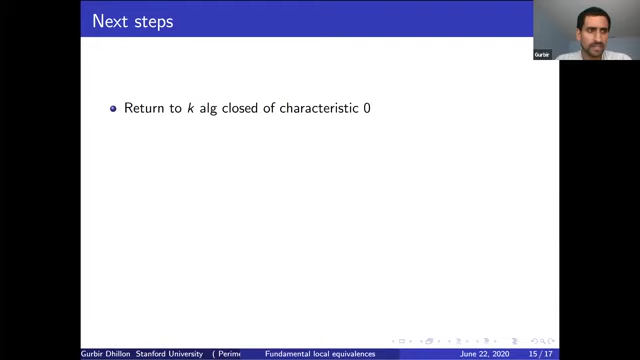 Next steps
Gurbir
Return to k alg closed of characteristic 0
Gurbir Dhillon Stanford University ( Perime Fundamental local equivalences June 22, 2020 15 / 17